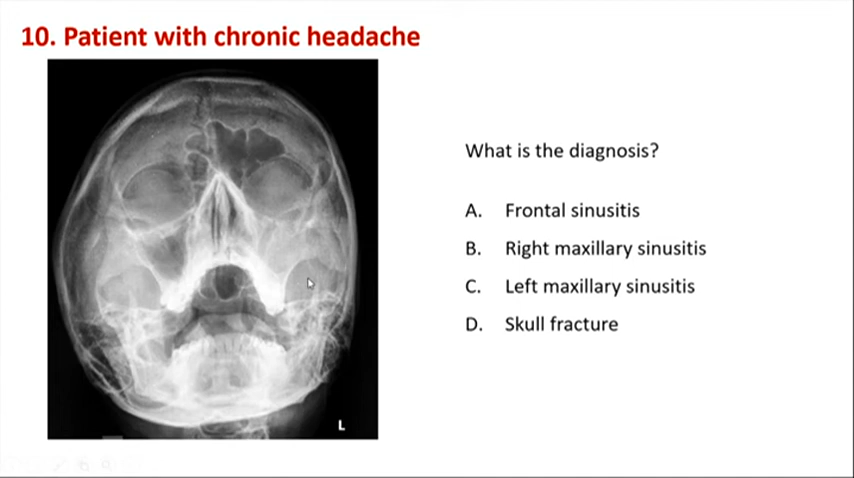 10. Patient with chronic headache
What is the diagnosis?
A. Frontal sinusitis
B. Right maxillary sinusitis
C. Left maxillary sinusitis
D. Skull fracture
L